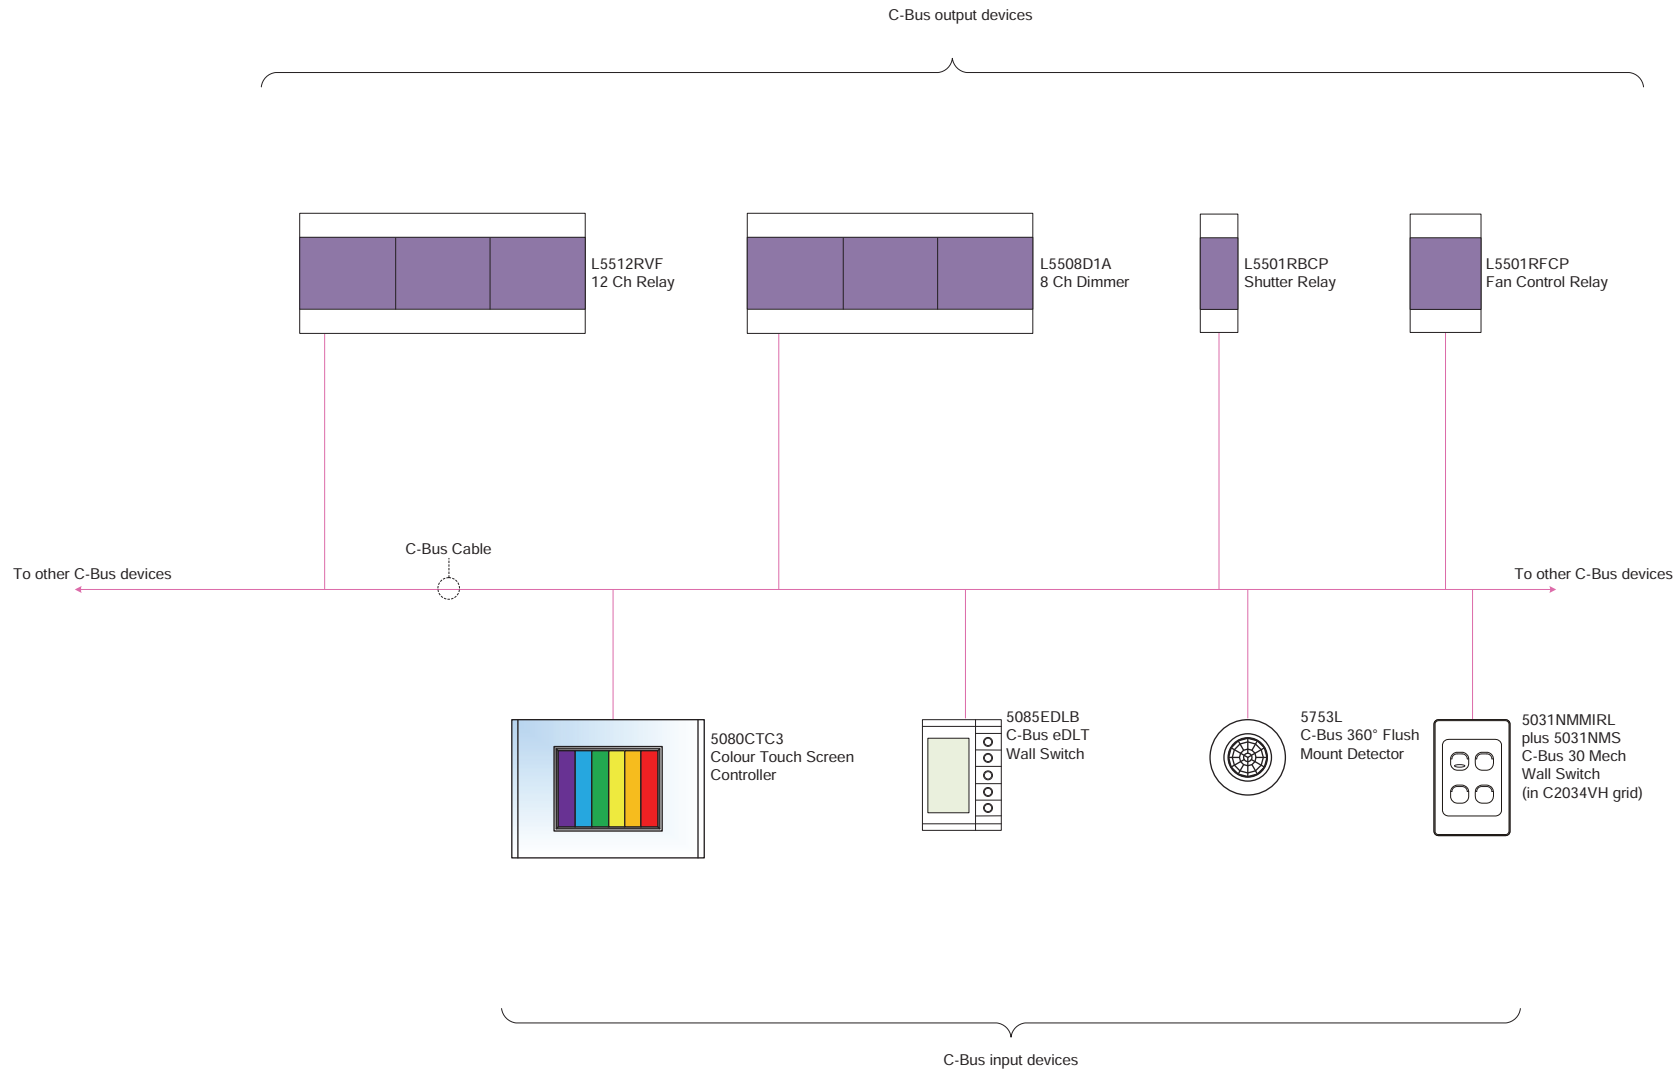 C-Bus output devices
L5512RVF
12 Ch Relay
L5508D1A
8 Ch Dimmer
L5501RBCP
Shutter Relay
L5501RFCP
Fan Control Relay
C-Bus Cable
To other C-Bus devices
To other C-Bus devices
5080CTC3
Colour Touch Screen
Controller
5085EDLB
C-Bus eDLT
Wall Switch
5753L
C-Bus 360° Flush
Mount Detector
5031NMMIRL
plus 5031NMS
C-Bus 30 Mech
Wall Switch
(in C2034VH grid)
C-Bus input devices